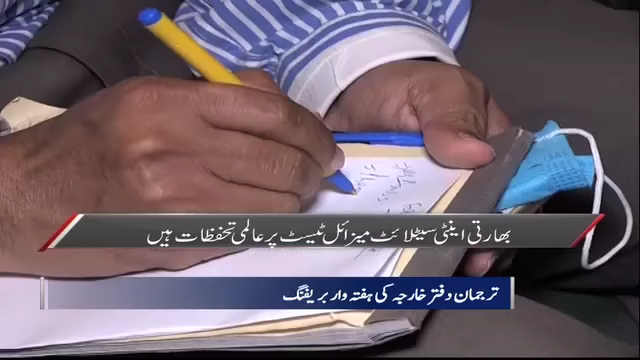 بھارتی اینٹی سیٹلائٹ میزائل ٹیسٹ پر عالمی تحفظات ہیں
ترجمان دفتر خارجہ کی ہفتہ وار بریفنگ